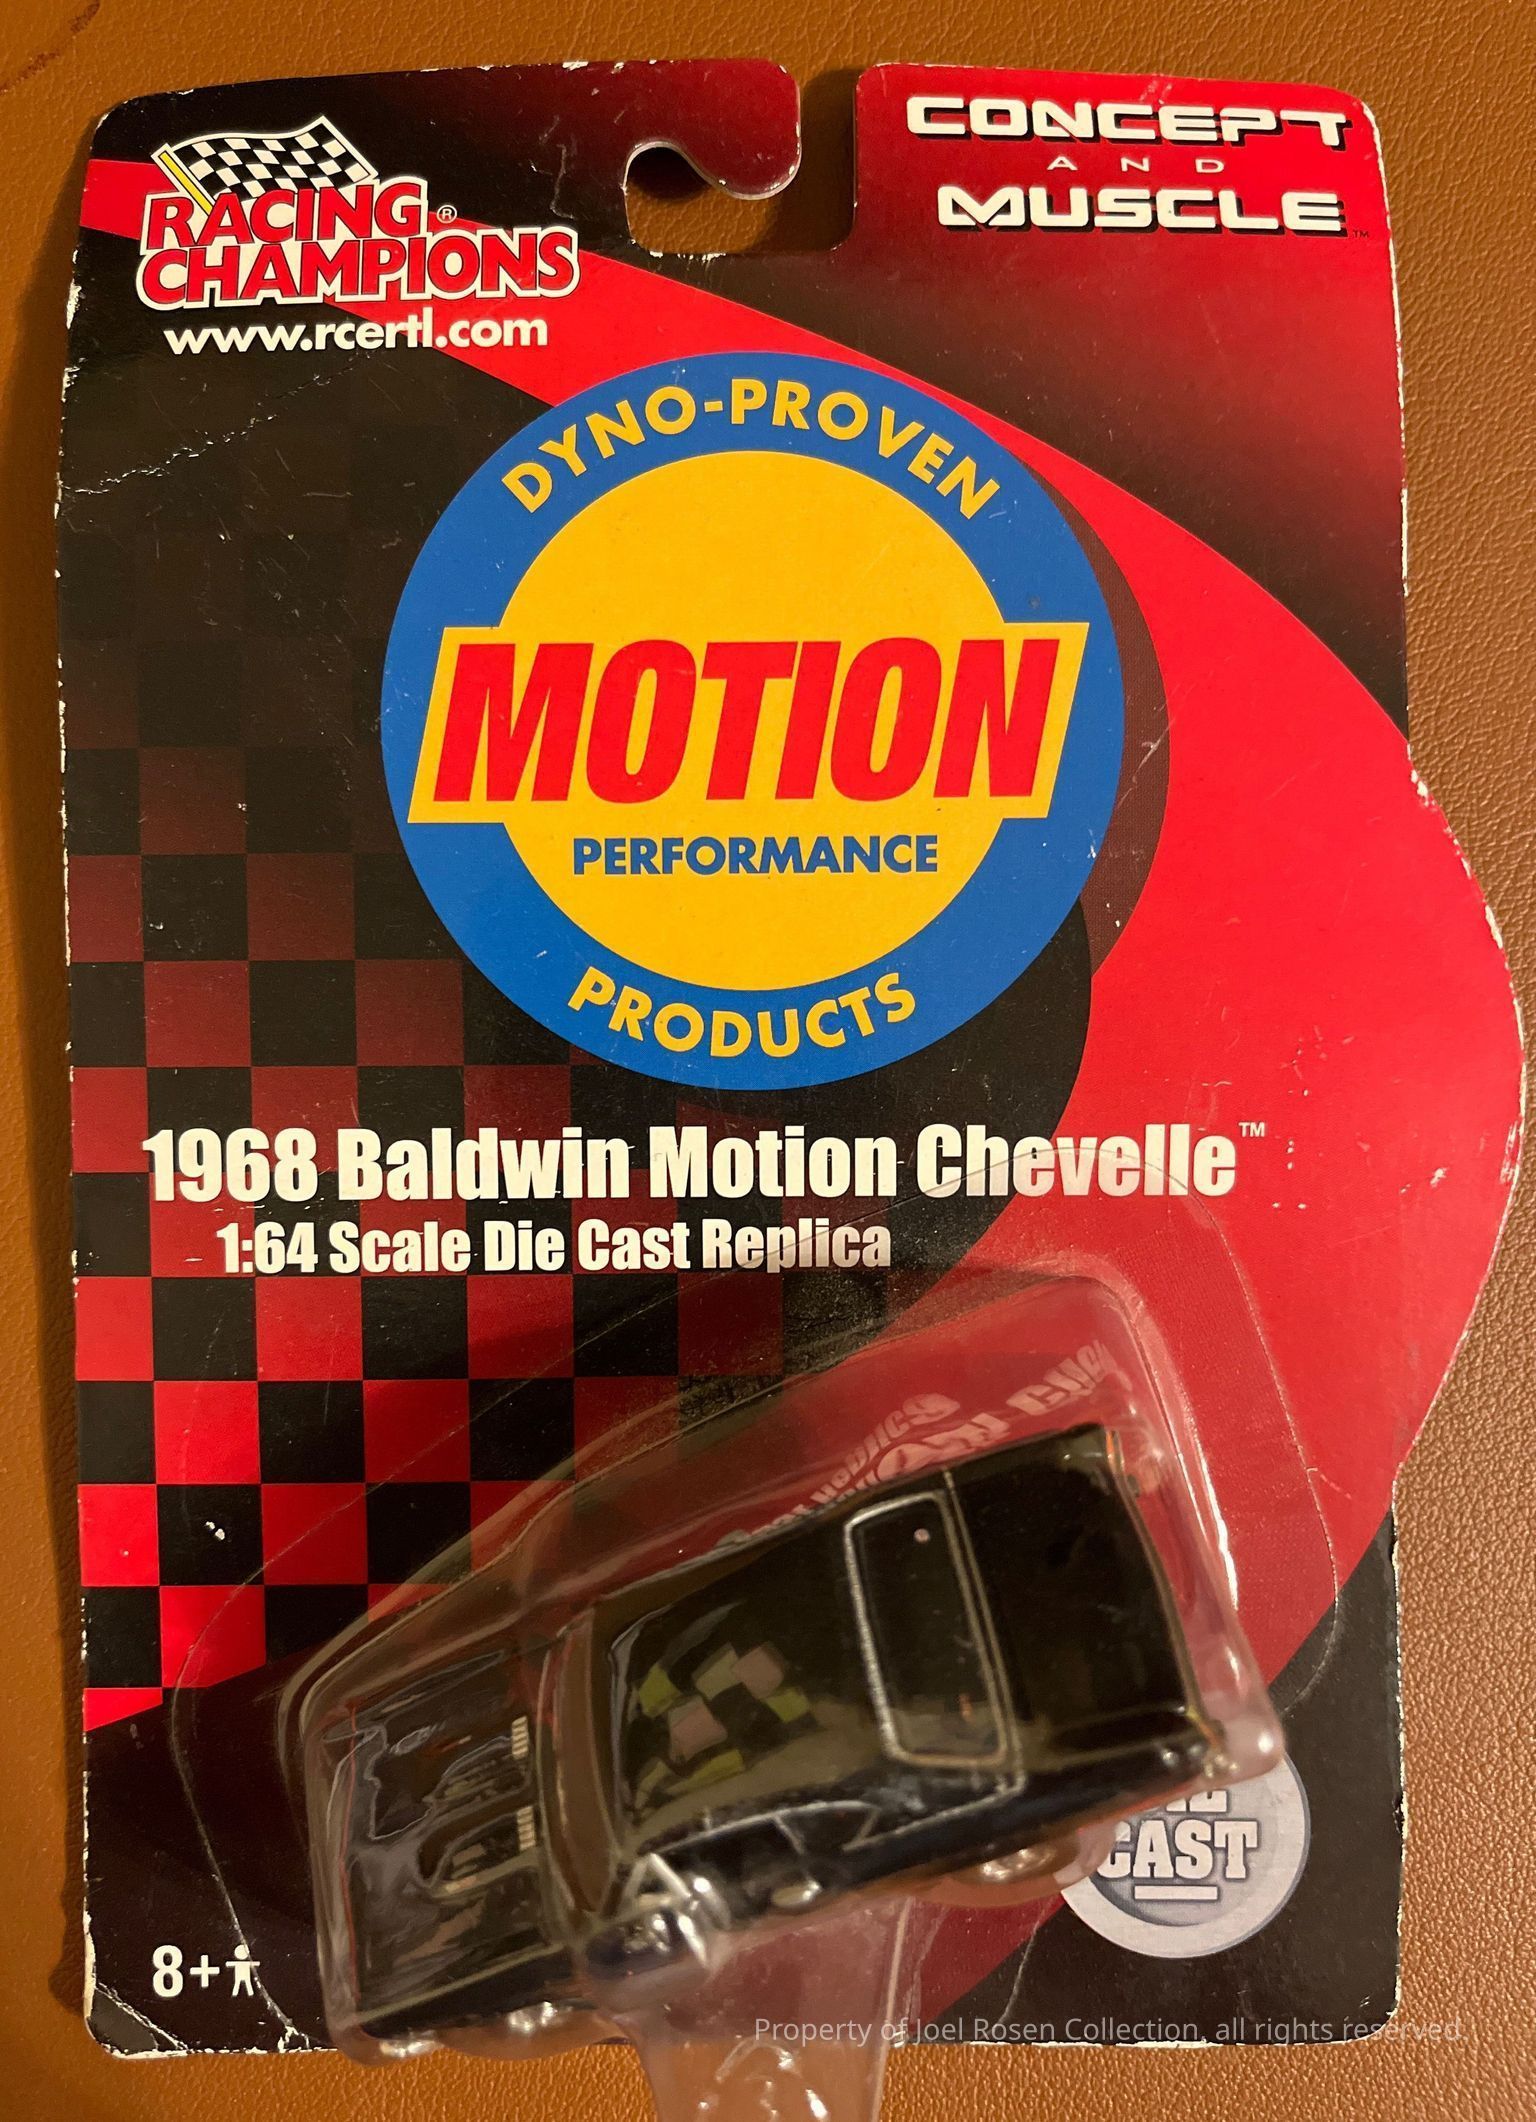 RACING®
CHAMPIONS
www.rcertl.com
CONCEPT
AND
MUSCLE™
DYNO-PROVEN
MOTION
PERFORMANCE
PRODUCTS
1968 Baldwin Motion Chevelle™
1:64 Scale Die Cast Replica
CAST
8+
Property of Joel Rosen Collection, all rights reserved.